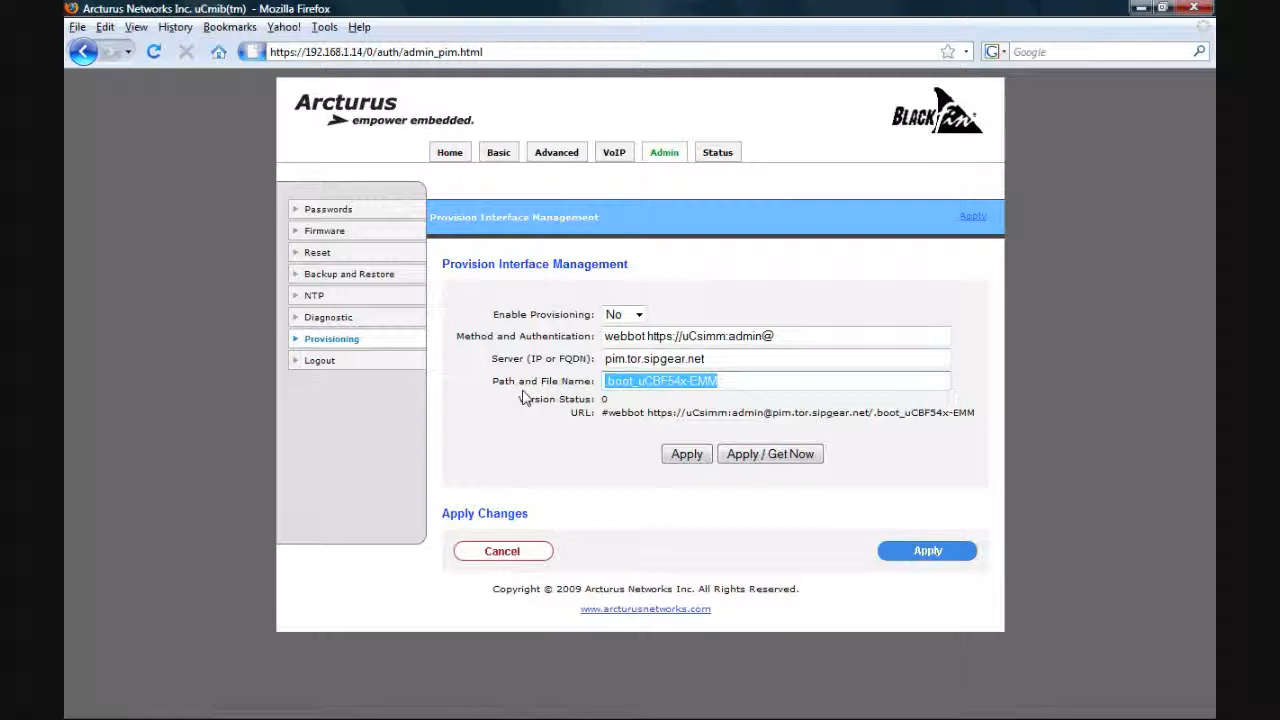 Arcturus Networks Inc. uCmib(tm) - Mozilla Firefox
File Edit View History Bookmarks Yahoo! Tools Help
https://192.168.1.14/0/auth/admin_pim.html
G Google
Arcturus
empower embedded.
BLACKfin
Home Basic Advanced VoIP Admin Status
Passwords
Firmware
Reset
Backup and Restore
NTP
Diagnostic
Provisioning
Logout
Provision Interface Management Apply
Provision Interface Management
Enable Provisioning: No
Method and Authentication: webbot https://uCsimm:admin@
Server (IP or FQDN): pim.tor.sipgear.net
Path and File Name: .boot_uCBF54x-EMM
Version Status: 0
URL: #webbot https://uCsimm:admin@pim.tor.sipgear.net/.boot_uCBF54x-EMM
Apply Apply / Get Now
Apply Changes
Cancel Apply
Copyright © 2009 Arcturus Networks Inc. All Rights Reserved.
www.arcturusnetworks.com